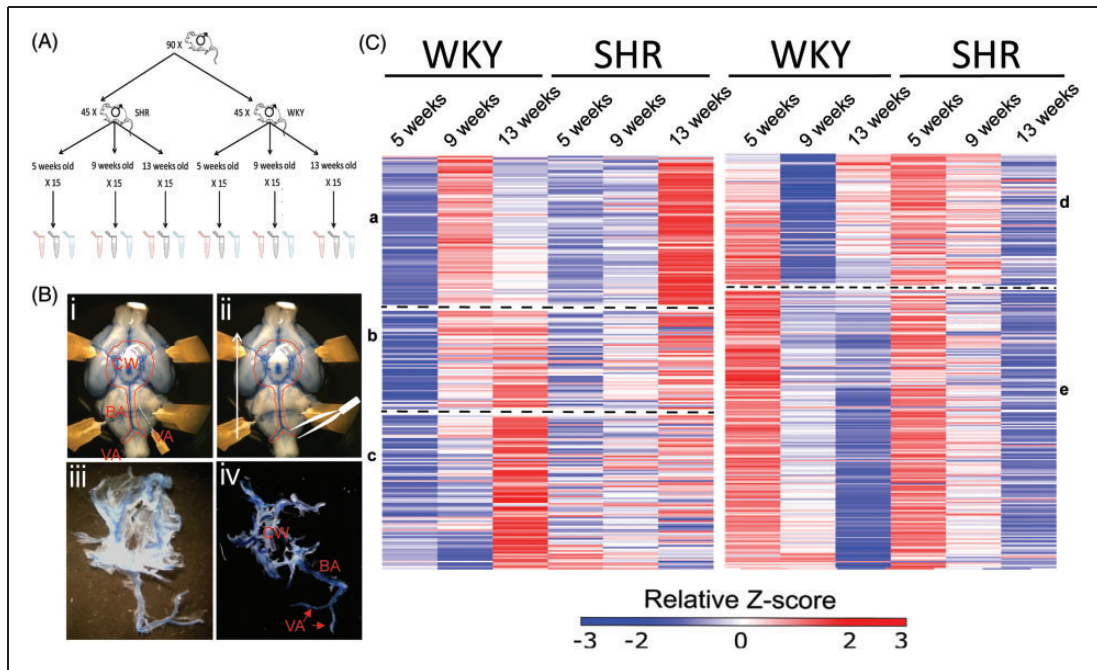 (A)
90 X
45 X SHR
45 X WKY
5 weeks old 9 weeks old 13 weeks old 5 weeks old 9 weeks old 13 weeks old
X 15 X 15 X 15 X 15 X 15 X 15
(B)
i
CW
BA
VA
VA
ii
iii
iv
CW
BA
VA
(C)
WKY SHR WKY SHR
5 weeks 9 weeks 13 weeks 5 weeks 9 weeks 13 weeks 5 weeks 9 weeks 13 weeks 5 weeks 9 weeks 13 weeks
a
b
c
d
e
Relative Z-score
-3 -2 0 2 3